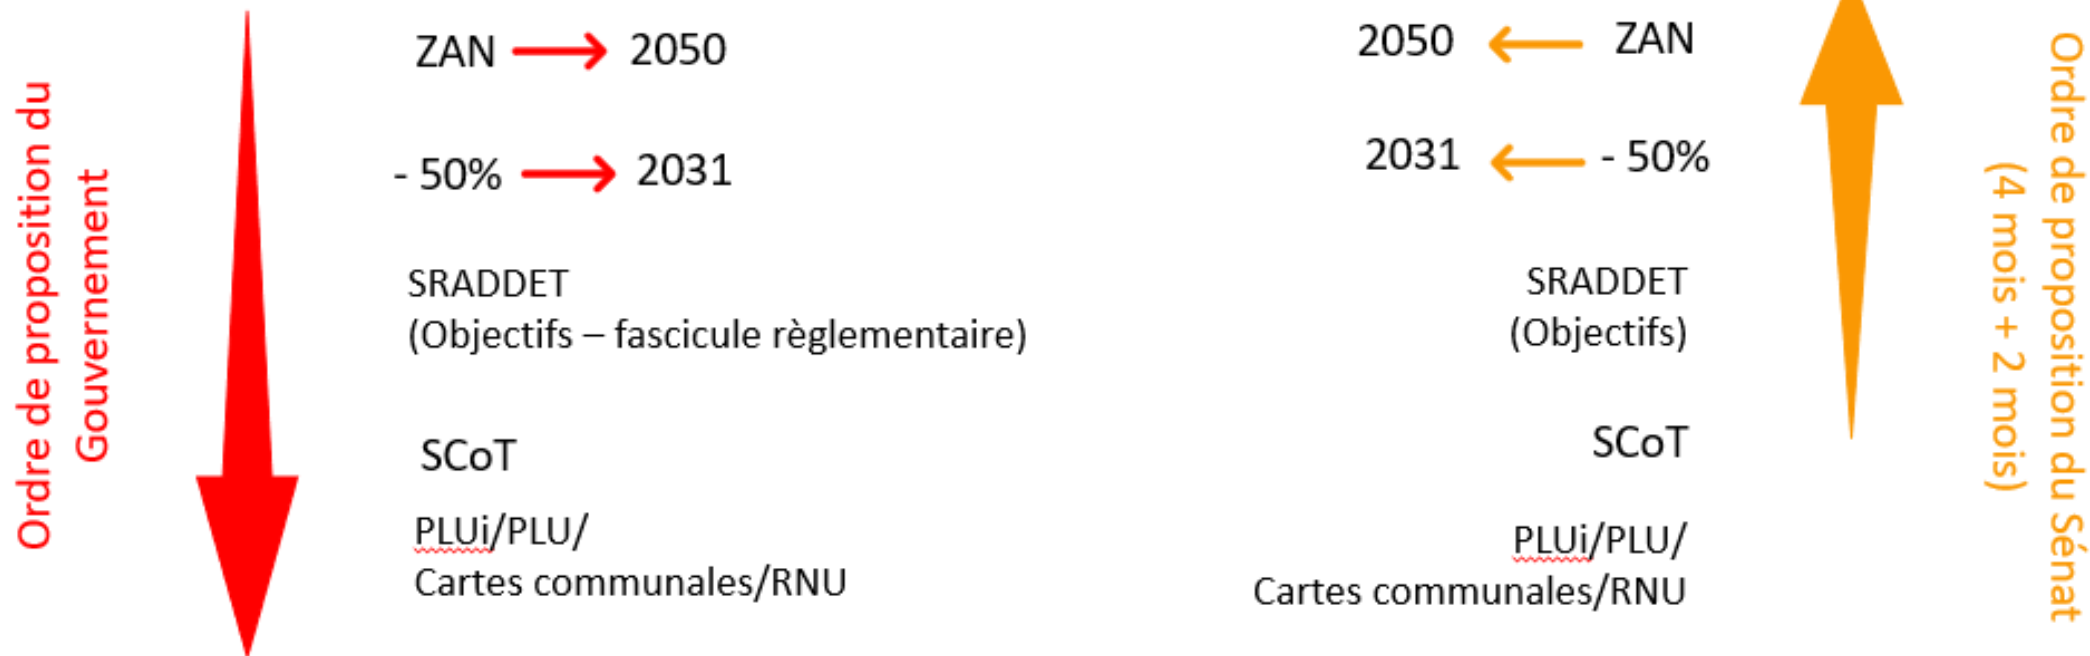 Ordre de proposition du
Gouvernement
ZAN 2050
- 50% 2031
SRADDET
(Objectifs – fascicule règlementaire)
SCoT
PLUi/PLU/
Cartes communales/RNU
2050 ZAN
2031 - 50%
SRADDET
(Objectifs)
SCoT
PLUi/PLU/
Cartes communales/RNU
Ordre de proposition du Sénat
(4 mois + 2 mois)